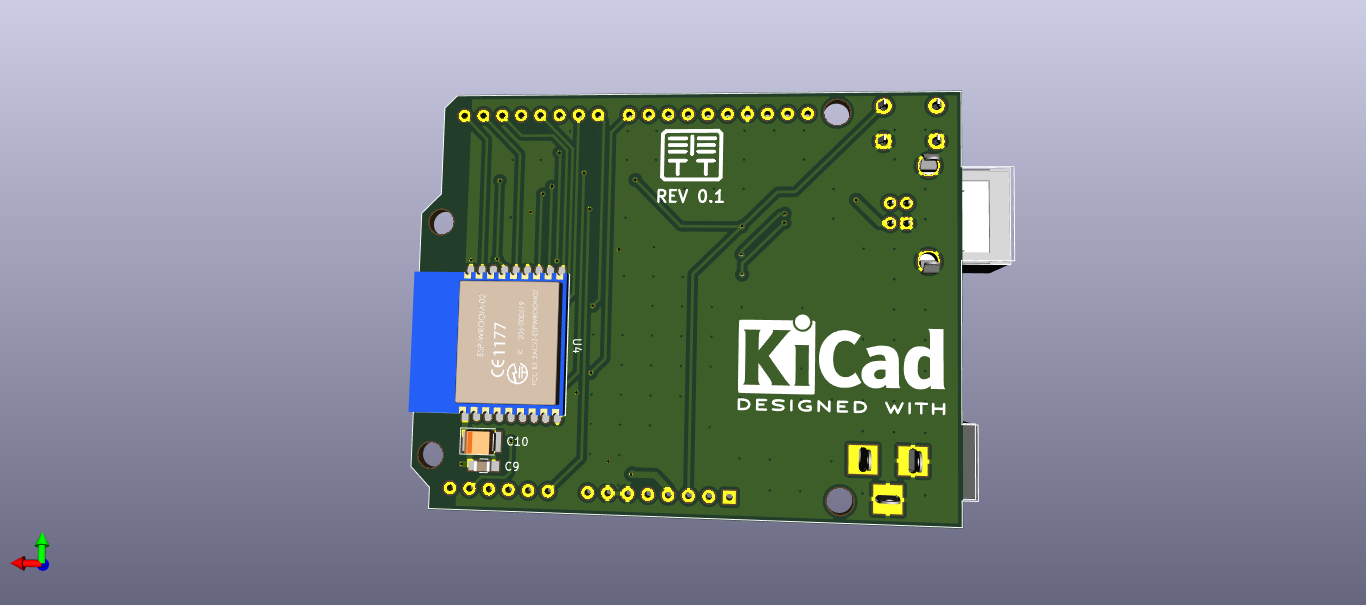 REV 0.1
ESP-WROOM-02
CE1177
R
U4
KiCad
DESIGNED WITH
C10
C9